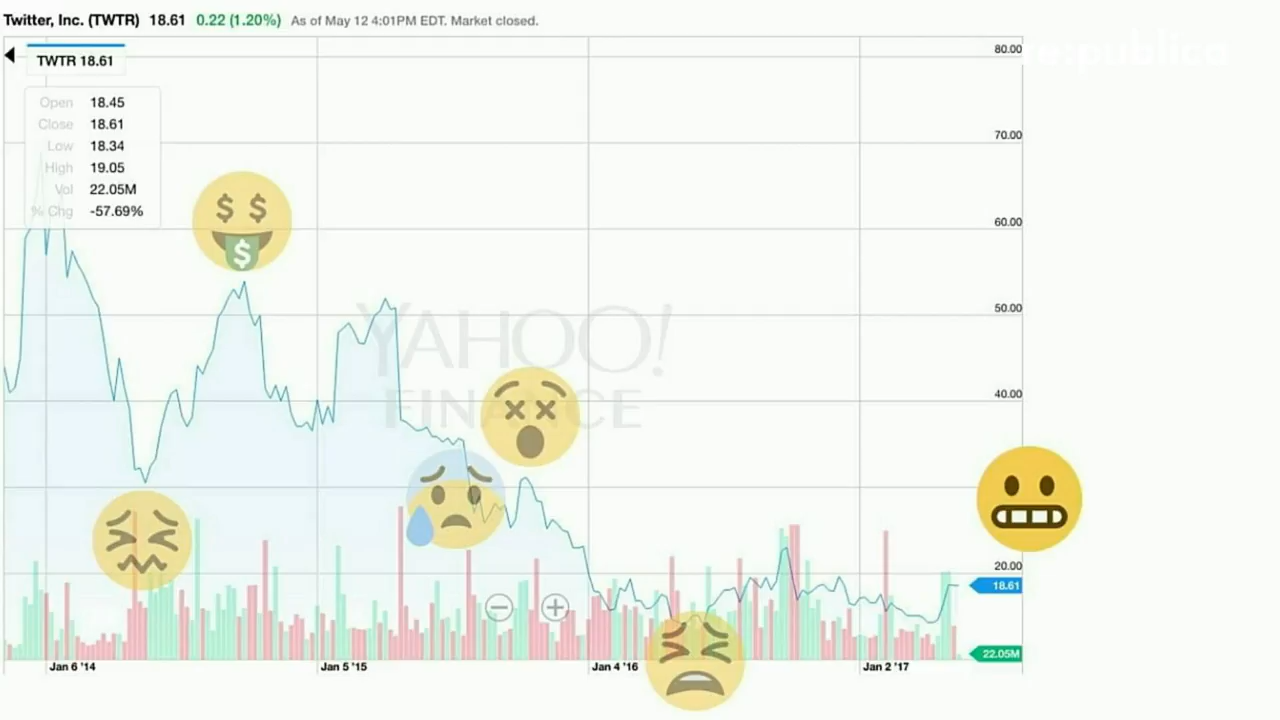 Twitter, Inc. (TWTR) 18.61 0.22 (1.20%) As of May 12 4:01PM EDT. Market closed.
re:publica
TWTR 18.61
Open 18.45
Close 18.61
Low 18.34
High 19.05
Vol 22.05M
% Chg -57.69%
80.00
70.00
60.00
50.00
40.00
20.00
18.61
22.05M
$ $
$
YAHOO!
FINANCE
Jan 6 '14
Jan 5 '15
Jan 4 '16
Jan 2 '17